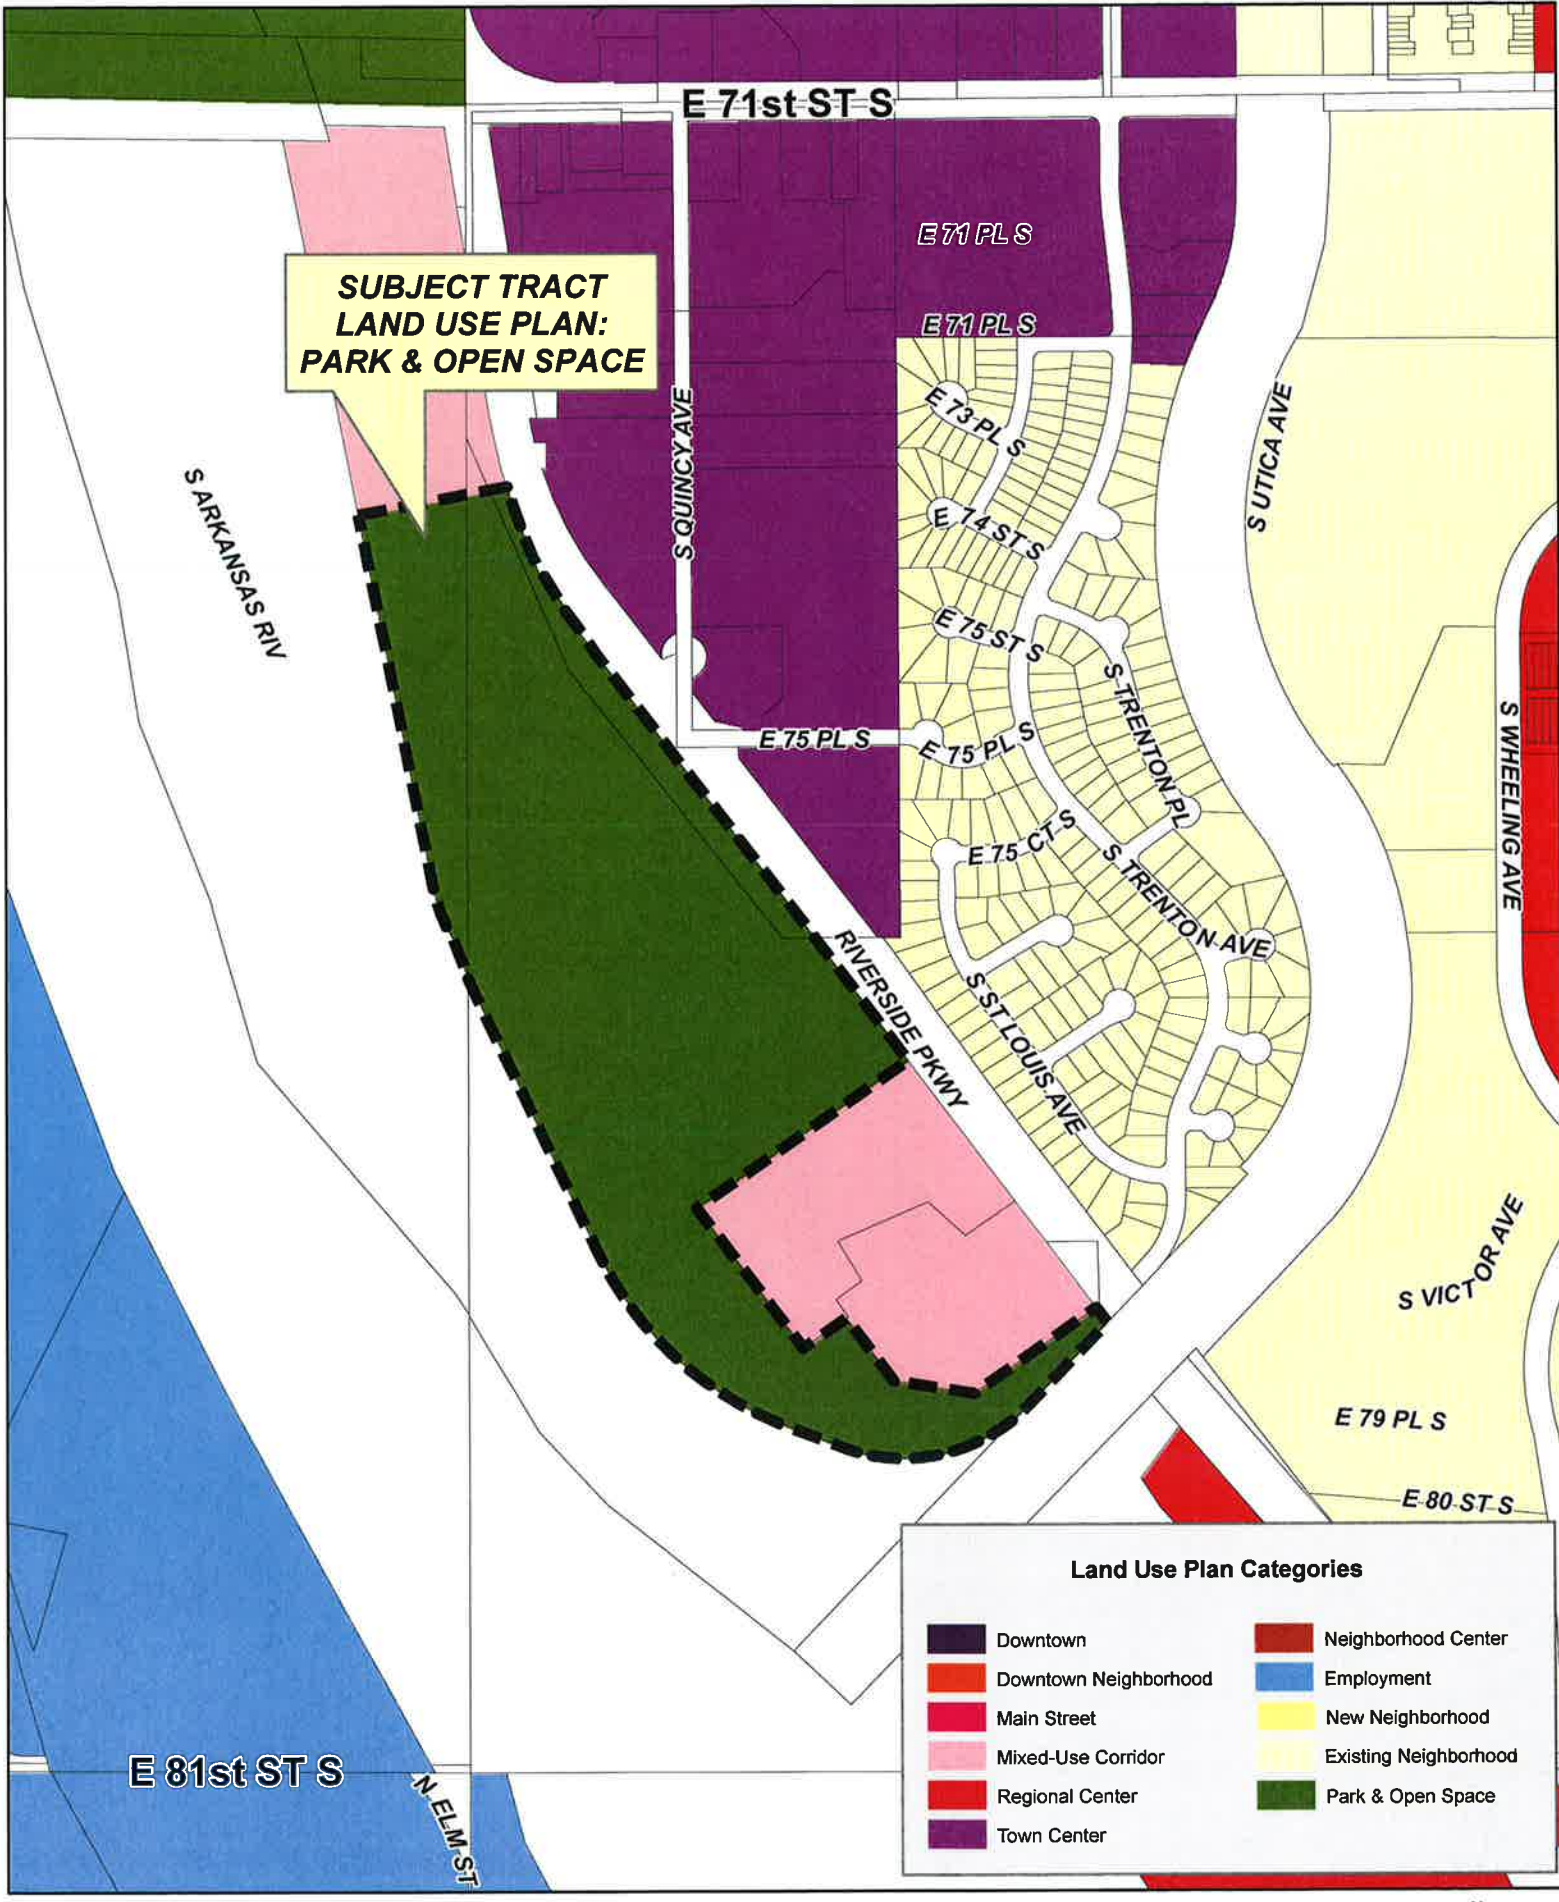 E 71st ST S
E 71 PL S
SUBJECT TRACT
LAND USE PLAN:
PARK & OPEN SPACE
E 71 PL S
S QUINCY AVE
E 73 PL S
S UTICA AVE
S ARKANSAS RIV
E 74 ST S
E 75 ST S
S TRENTON PL
E 75 PL S
E 75 PL S
S WHEELING AVE
E 75 CT S
S TRENTON AVE
RIVERSIDE PKWY
S ST LOUIS AVE
S VICTOR AVE
E 79 PL S
E 80 ST S
Land Use Plan Categories
Downtown
Downtown Neighborhood
Main Street
Mixed-Use Corridor
Regional Center
Town Center
Neighborhood Center
Employment
New Neighborhood
Existing Neighborhood
Park & Open Space
E 81st ST S
N ELM ST